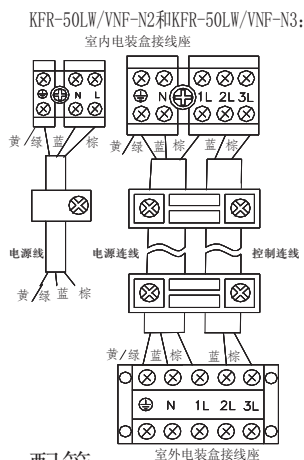 KFR-50LW/VNF-N2和KFR-50LW/VNF-N3:
室内电装盒接线座
N L N 1L 2L 3L
黄/绿 蓝 棕 黄/绿 蓝 棕 蓝 棕
电源线 电源连线 控制连线
黄/绿 蓝 棕
黄/绿 蓝 棕 蓝 棕
N 1L 2L 3L
室外电装盒接线座